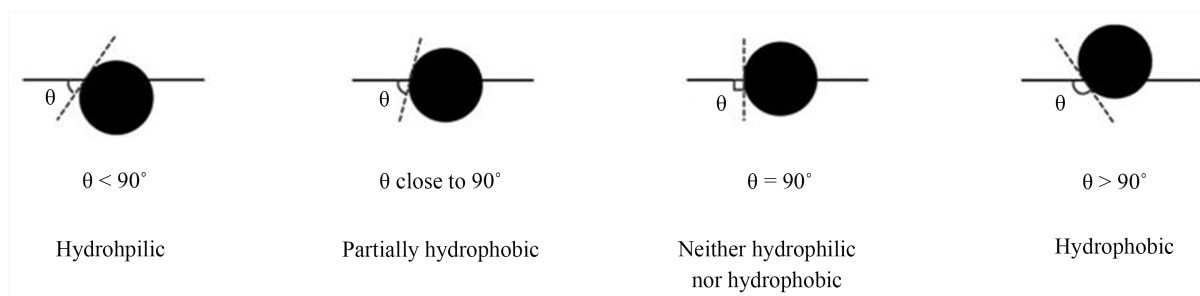 θ
θ
θ
θ
θ < 90°
θ close to 90°
θ = 90°
θ > 90°
Hydrohpilic
Partially hydrophobic
Neither hydrophilic
nor hydrophobic
Hydrophobic